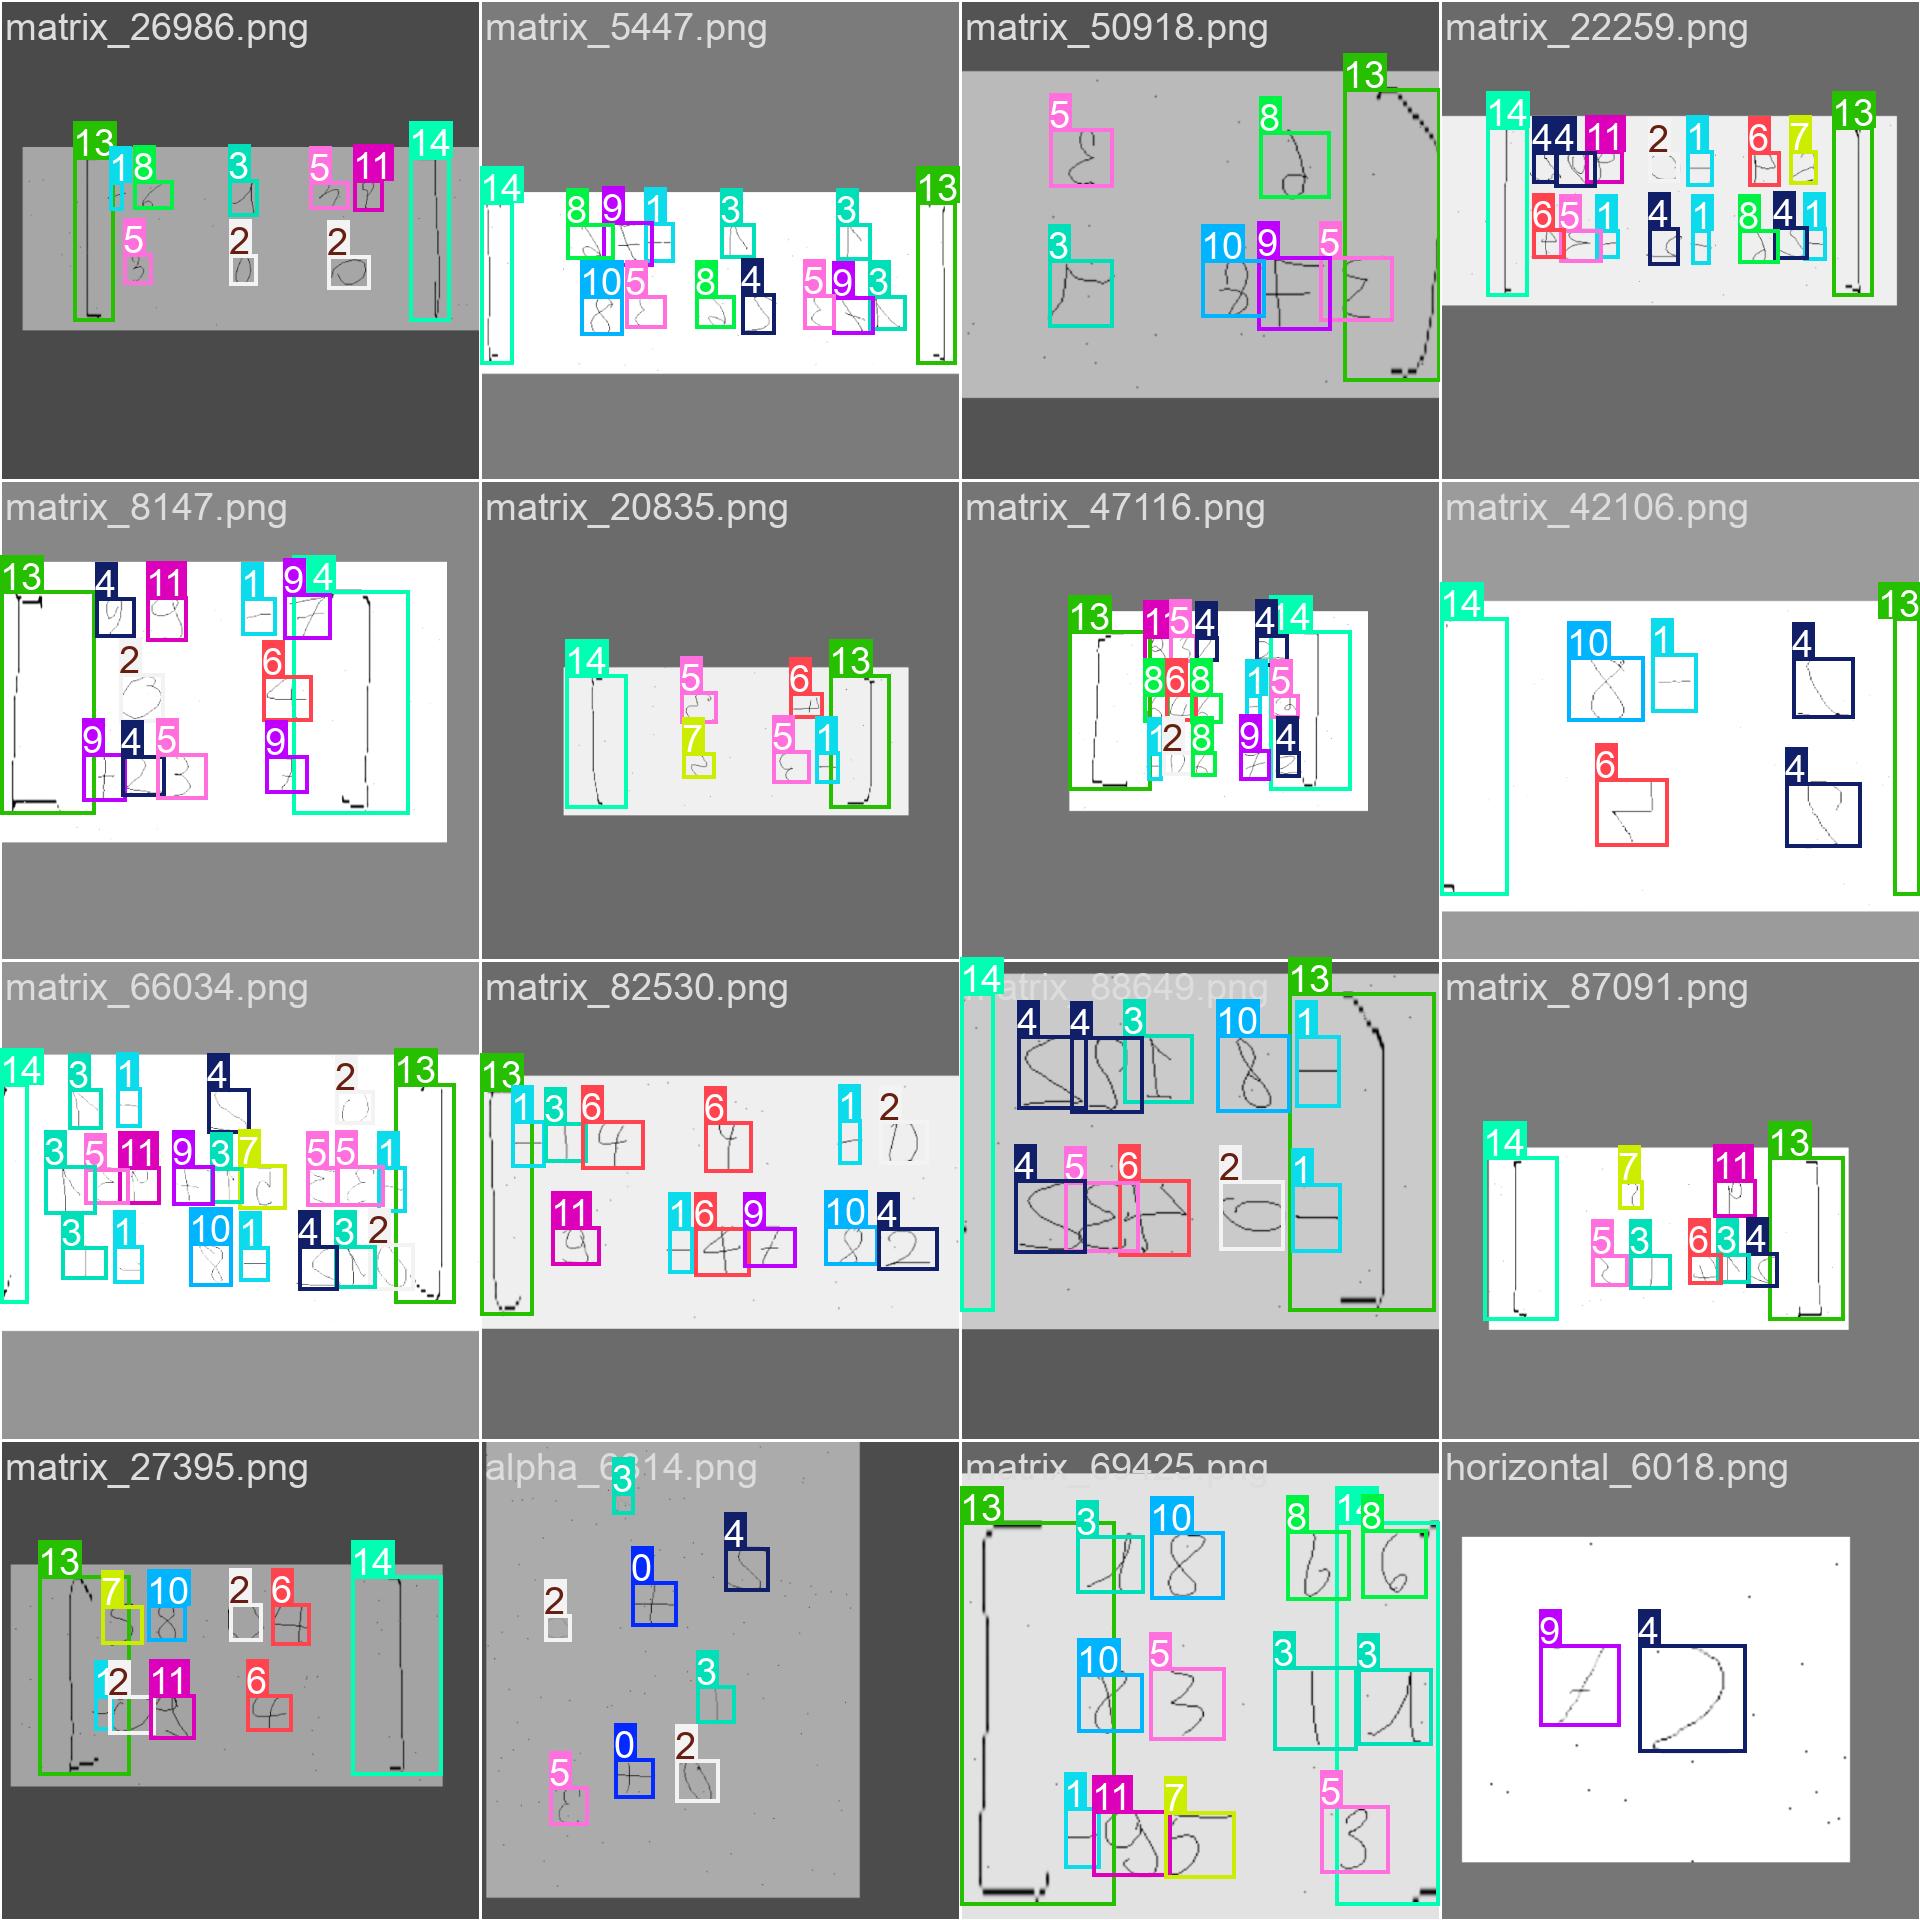 matrix_26986.png matrix_5447.png matrix_50918.png matrix_22259.png
13 1 8 3 5 11 14
5 2 2
14 8 9 1 3 3 13
10 5 8 4 5 9 3
13
5 8
3 10 9 5
14 4 4 11 2 1 6 7 13
6 5 1 4 1 8 4 1
matrix_8147.png matrix_20835.png matrix_47116.png matrix_42106.png
13 4 11 1 9 4
2 6
9 4 5 9
14 5 6 13
7 5 1
13 1 5 4 4 14
8 6 8 1 5
1 2 8 9 4
14 10 1 4 13
6 4
matrix_66034.png matrix_82530.png matrix_88649.png matrix_87091.png
14 3 1 4 2 13
3 5 11 9 3 7 5 5 1
3 1 10 1 4 3 2
13 1 3 6 6 1 2
11 1 6 9 10 4
14 4 4 3 10 1 13
4 5 6 2 1
14 7 11 13
5 3 6 3 4
matrix_27395.png alpha_6314.png matrix_69425.png horizontal_6018.png
13 7 10 2 6 14
1 2 11 6
3
4
0
2
3
0 2
5
13 3 10 8 14 8
10 5 3 3
1 11 7 5
9 4